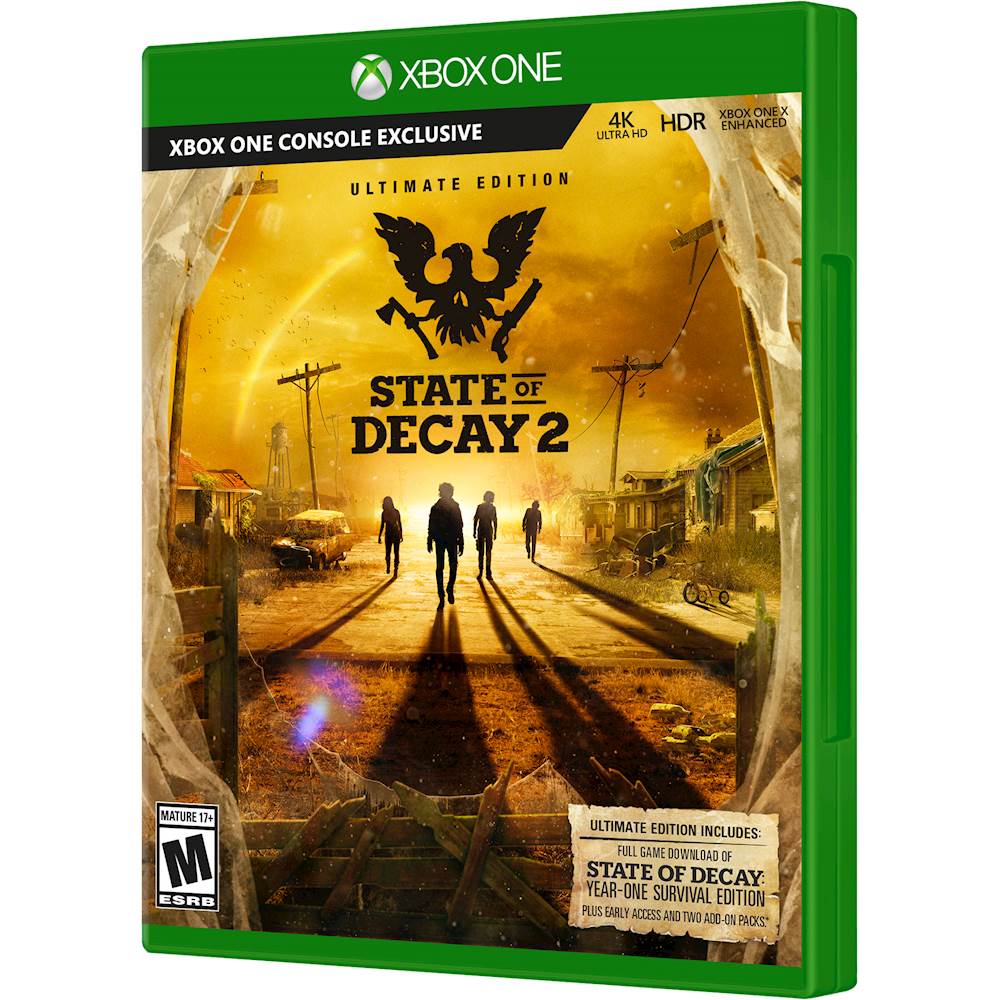 XBOX ONE
XBOX ONE CONSOLE EXCLUSIVE
4K
ULTRA HD
HDR
XBOX ONE X
ENHANCED
ULTIMATE EDITION
STATE OF
DECAY 2
MATURE 17+
M
ESRB
ULTIMATE EDITION INCLUDES:
FULL GAME DOWNLOAD OF
STATE OF DECAY:
YEAR-ONE SURVIVAL EDITION
PLUS EARLY ACCESS AND TWO ADD-ON PACKS.*